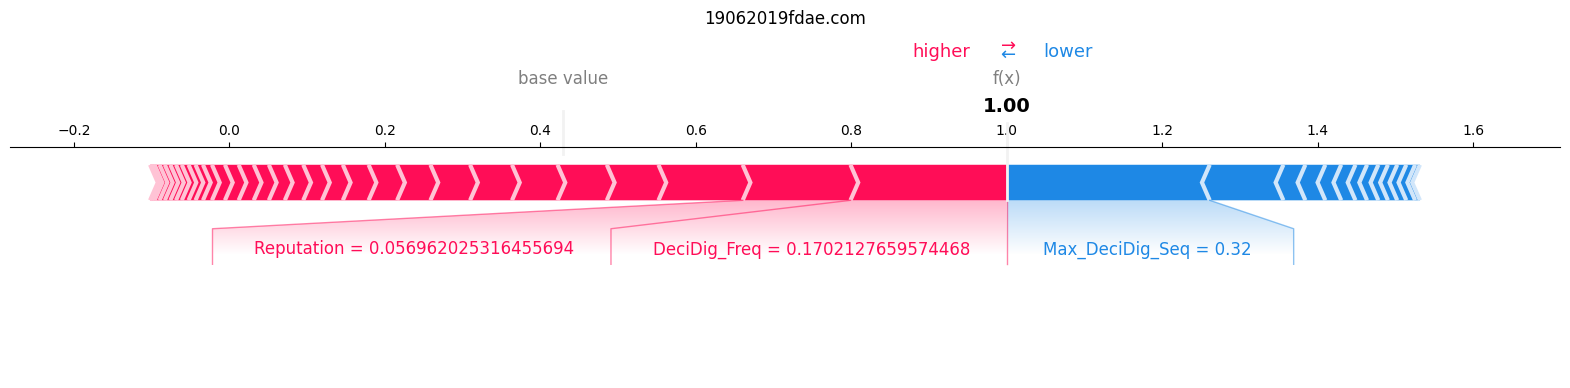 19062019fdae.com
higher ⇄ lower
base value f(x)
1.00
−0.2 0.0 0.2 0.4 0.6 0.8 1.0 1.2 1.4 1.6
Reputation = 0.056962025316455694 DeciDig_Freq = 0.1702127659574468 Max_DeciDig_Seq = 0.32